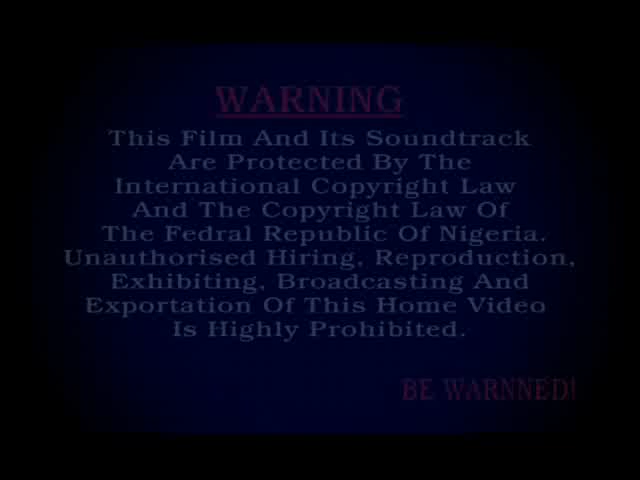 WARNING
This Film And Its Soundtrack
Are Protected By The
International Copyright Law
And The Copyright Law Of
The Fedral Republic Of Nigeria.
Unauthorised Hiring, Reproduction,
Exhibiting, Broadcasting And
Exportation Of This Home Video
Is Highly Prohibited.
BE WARNNED!